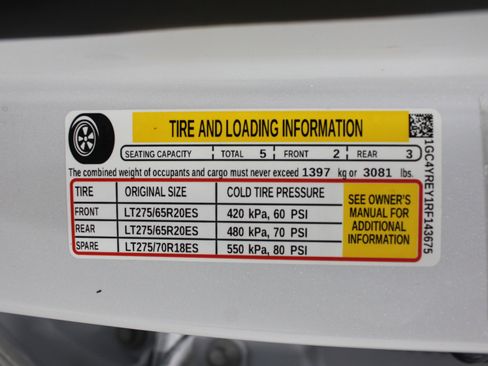 TIRE AND LOADING INFORMATION
SEATING CAPACITY TOTAL 5 FRONT 2 REAR 3
The combined weight of occupants and cargo must never exceed 1397 kg or 3081 lbs.
TIRE ORIGINAL SIZE COLD TIRE PRESSURE
FRONT LT275/65R20ES 420 kPa, 60 PSI
REAR LT275/65R20ES 480 kPa, 70 PSI
SPARE LT275/70R18ES 550 kPa, 80 PSI
SEE OWNER'S
MANUAL FOR
ADDITIONAL
INFORMATION
1GC4YREY1RF143675